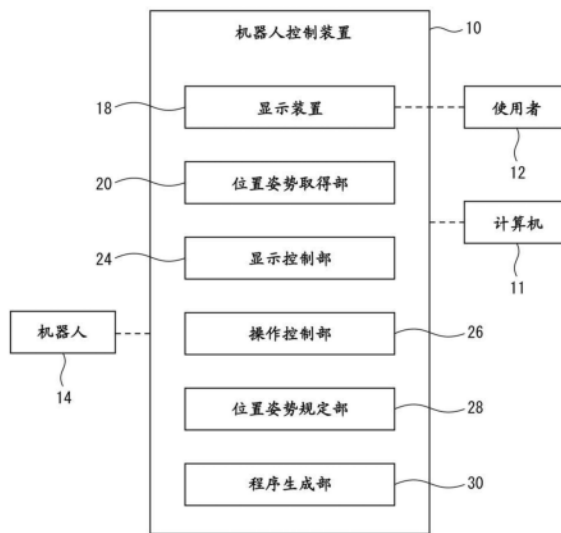 机器人控制装置
10
18
显示装置
使用者
12
20
位置姿势取得部
计算机
11
24
显示控制部
机器人
14
操作控制部
26
位置姿势规定部
28
程序生成部
30